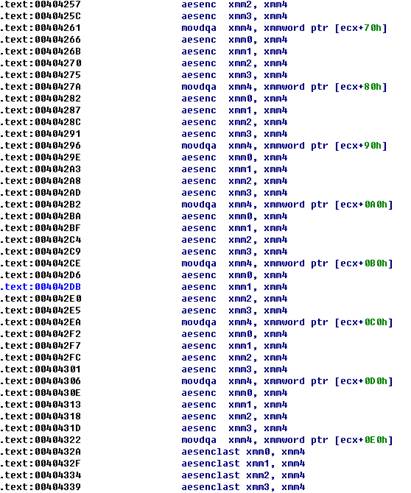 .text:00404257 aesenc xmm2, xmm4
.text:0040425C aesenc xmm3, xmm4
.text:00404261 movdqa xmm4, xmmword ptr [ecx+70h]
.text:00404266 aesenc xmm0, xmm4
.text:0040426B aesenc xmm1, xmm4
.text:00404270 aesenc xmm2, xmm4
.text:00404275 aesenc xmm3, xmm4
.text:0040427A movdqa xmm4, xmmword ptr [ecx+80h]
.text:00404282 aesenc xmm0, xmm4
.text:00404287 aesenc xmm1, xmm4
.text:0040428C aesenc xmm2, xmm4
.text:00404291 aesenc xmm3, xmm4
.text:00404296 movdqa xmm4, xmmword ptr [ecx+90h]
.text:0040429E aesenc xmm0, xmm4
.text:004042A3 aesenc xmm1, xmm4
.text:004042A8 aesenc xmm2, xmm4
.text:004042AD aesenc xmm3, xmm4
.text:004042B2 movdqa xmm4, xmmword ptr [ecx+0A0h]
.text:004042BA aesenc xmm0, xmm4
.text:004042BF aesenc xmm1, xmm4
.text:004042C4 aesenc xmm2, xmm4
.text:004042C9 aesenc xmm3, xmm4
.text:004042CE movdqa xmm4, xmmword ptr [ecx+0B0h]
.text:004042D6 aesenc xmm0, xmm4
.text:004042DB aesenc xmm1, xmm4
.text:004042E0 aesenc xmm2, xmm4
.text:004042E5 aesenc xmm3, xmm4
.text:004042EA movdqa xmm4, xmmword ptr [ecx+0C0h]
.text:004042F2 aesenc xmm0, xmm4
.text:004042F7 aesenc xmm1, xmm4
.text:004042FC aesenc xmm2, xmm4
.text:00404301 aesenc xmm3, xmm4
.text:00404306 movdqa xmm4, xmmword ptr [ecx+0D0h]
.text:0040430E aesenc xmm0, xmm4
.text:00404313 aesenc xmm1, xmm4
.text:00404318 aesenc xmm2, xmm4
.text:0040431D aesenc xmm3, xmm4
.text:00404322 movdqa xmm4, xmmword ptr [ecx+0E0h]
.text:0040432A aesenclast xmm0, xmm4
.text:0040432F aesenclast xmm1, xmm4
.text:00404334 aesenclast xmm2, xmm4
.text:00404339 aesenclast xmm3, xmm4